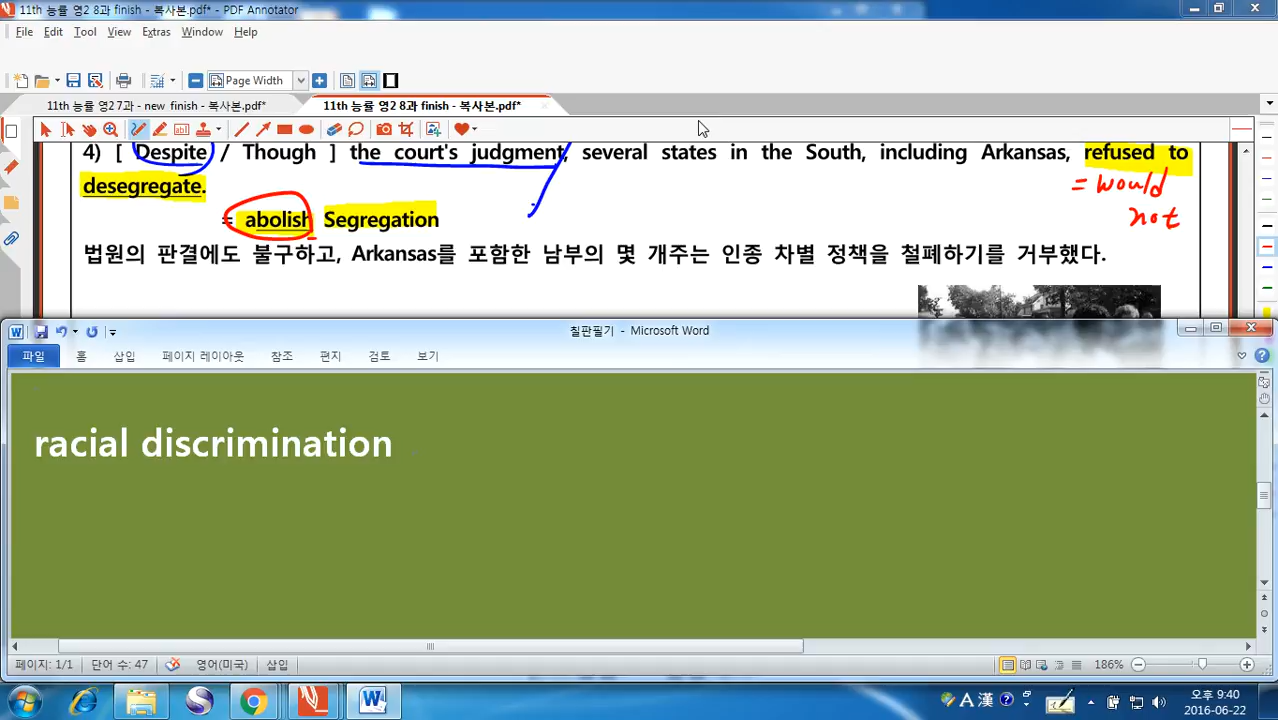 11th 능률 영2 8과 finish - 복사본.pdf* - PDF Annotator
File Edit Tool View Extras Window Help
Page Width
11th 능률 영2 7과 - new finish - 복사본.pdf* 11th 능률 영2 8과 finish - 복사본.pdf*
4) [ Despite / Though ] the court's judgment, several states in the South, including Arkansas, refused to
desegregate.
= would
not
= abolish Segregation
법원의 판결에도 불구하고, Arkansas를 포함한 남부의 몇 개주는 인종 차별 정책을 철폐하기를 거부했다.
칠판필기 - Microsoft Word
파일 홈 삽입 페이지 레이아웃 참조 편지 검토 보기
racial discrimination
페이지: 1/1 단어 수: 47 영어(미국) 삽입 186%
A 漢
오후 9:40
2016-06-22